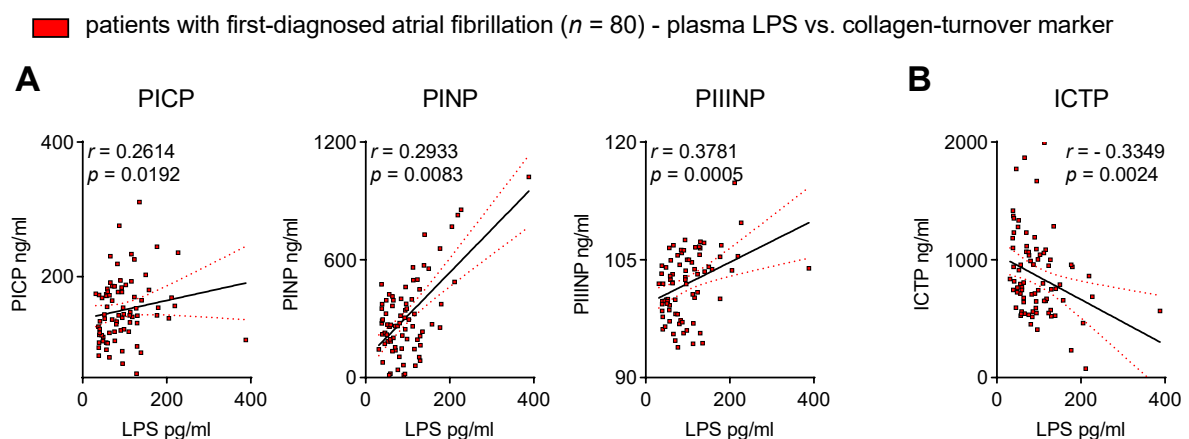 patients with first-diagnosed atrial fibrillation (n = 80) - plasma LPS vs. collagen-turnover marker
A
PICP
r = 0.2614
p = 0.0192
PICP ng/ml
400
200
0 200 400
LPS pg/ml
PINP
r = 0.2933
p = 0.0083
PINP ng/ml
1200
600
0
0 200 400
LPS pg/ml
PIIINP
r = 0.3781
p = 0.0005
PIIINP ng/ml
120
105
90
0 200 400
LPS pg/ml
B
ICTP
r = - 0.3349
p = 0.0024
ICTP ng/ml
2000
1000
0
0 200 400
LPS pg/ml